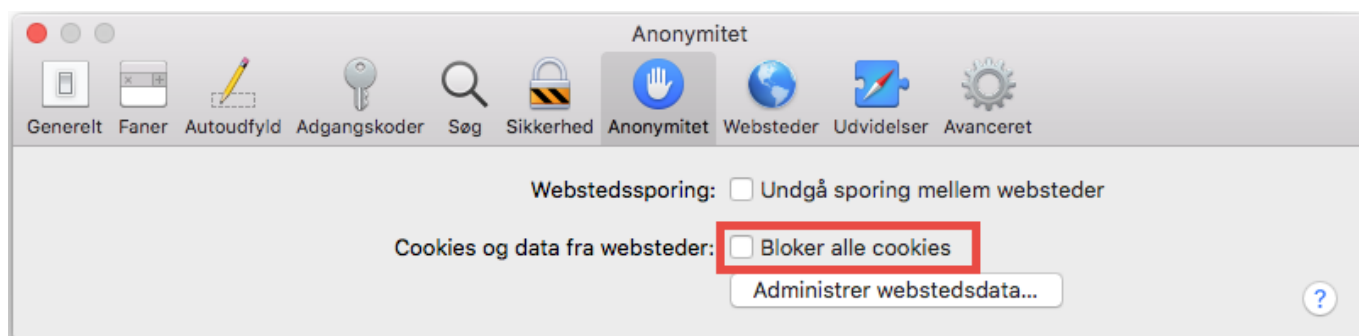 Anonymitet
Generelt Faner Autoudfyld Adgangskoder Søg Sikkerhed Anonymitet Websteder Udvidelser Avanceret
Webstedssporing: Undgå sporing mellem websteder
Cookies og data fra websteder: Bloker alle cookies
Administrer webstedsdata...
?